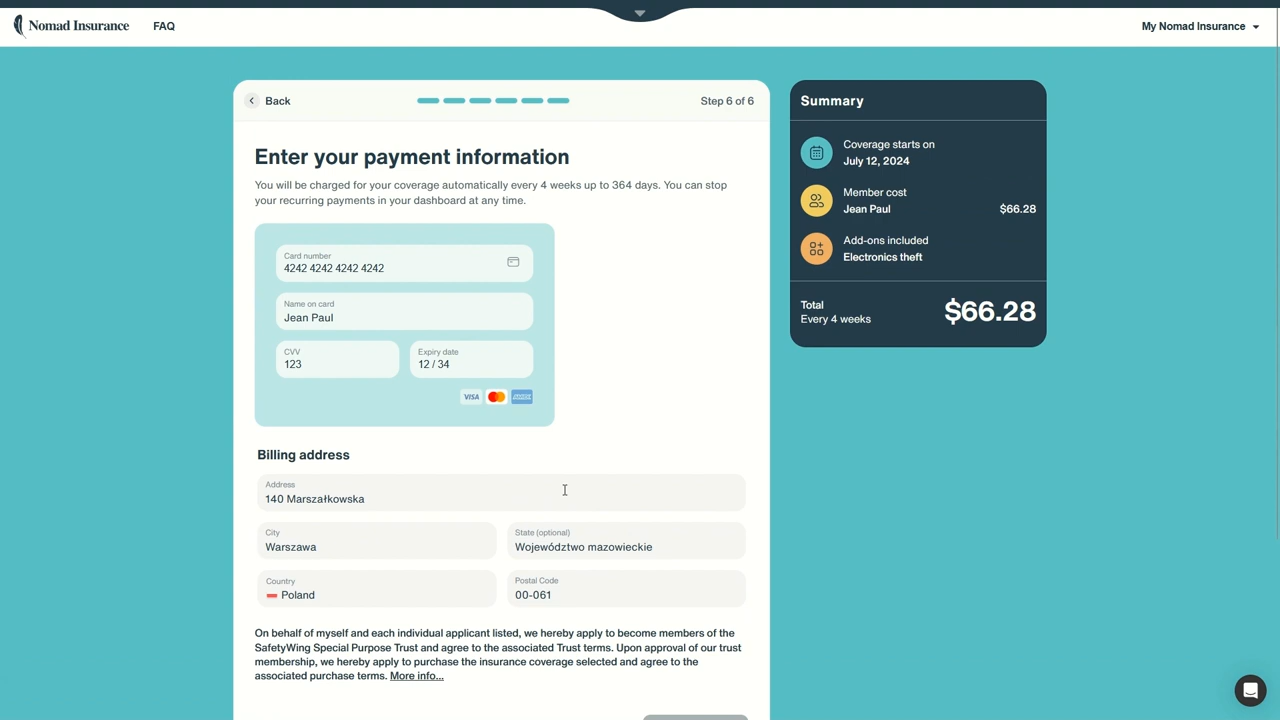 Nomad Insurance
FAQ
My Nomad Insurance
Back
Step 6 of 6
Enter your payment information
You will be charged for your coverage automatically every 4 weeks up to 364 days. You can stop
your recurring payments in your dashboard at any time.
Card number
4242 4242 4242 4242
Name on card
Jean Paul
CVV
123
Expiry date
12 / 34
VISA
Billing address
Address
140 Marszałkowska
City
Warszawa
State (optional)
Województwo mazowieckie
Country
Poland
Postal Code
00-061
On behalf of myself and each individual applicant listed, we hereby apply to become members of the
SafetyWing Special Purpose Trust and agree to the associated Trust terms. Upon approval of our trust
membership, we hereby apply to purchase the insurance coverage selected and agree to the
associated purchase terms. More info...
Summary
Coverage starts on
July 12, 2024
Member cost
Jean Paul
$66.28
Add-ons included
Electronics theft
Total
Every 4 weeks
$66.28